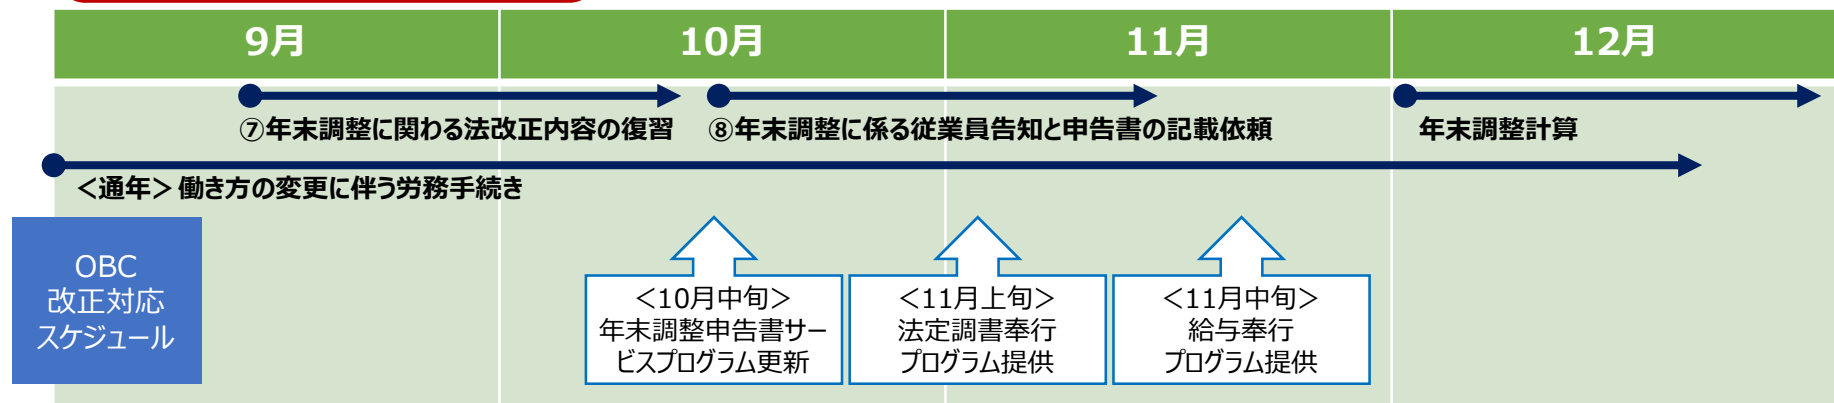 9月
10月
11月
12月
⑦年末調整に関わる法改正内容の復習
⑧年末調整に係る従業員告知と申告書の記載依頼
年末調整計算
<通年>働き方の変更に伴う労務手続き
OBC
改正対応
スケジュール
<10月中旬>
年末調整申告書サー
ビスプログラム更新
<11月上旬>
法定調書奉行
プログラム提供
<11月中旬>
給与奉行
プログラム提供